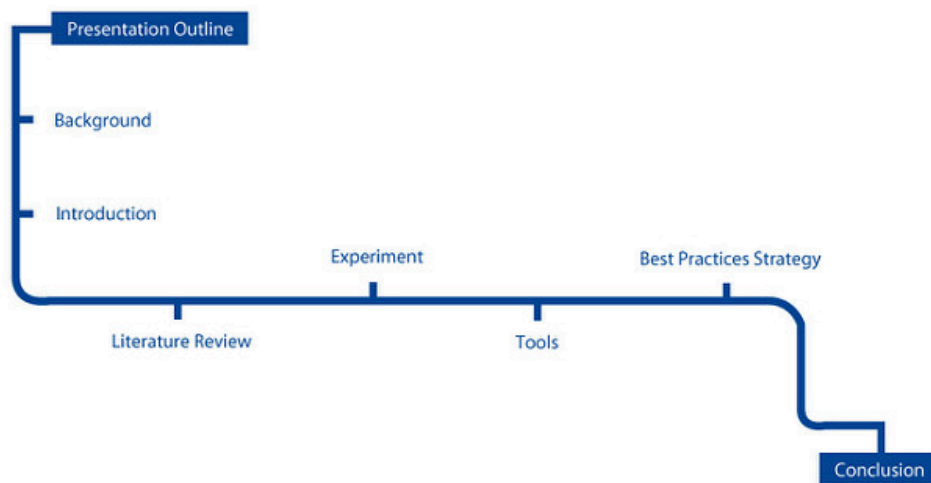 Presentation Outline
Background
Introduction
Literature Review
Experiment
Tools
Best Practices Strategy
Conclusion